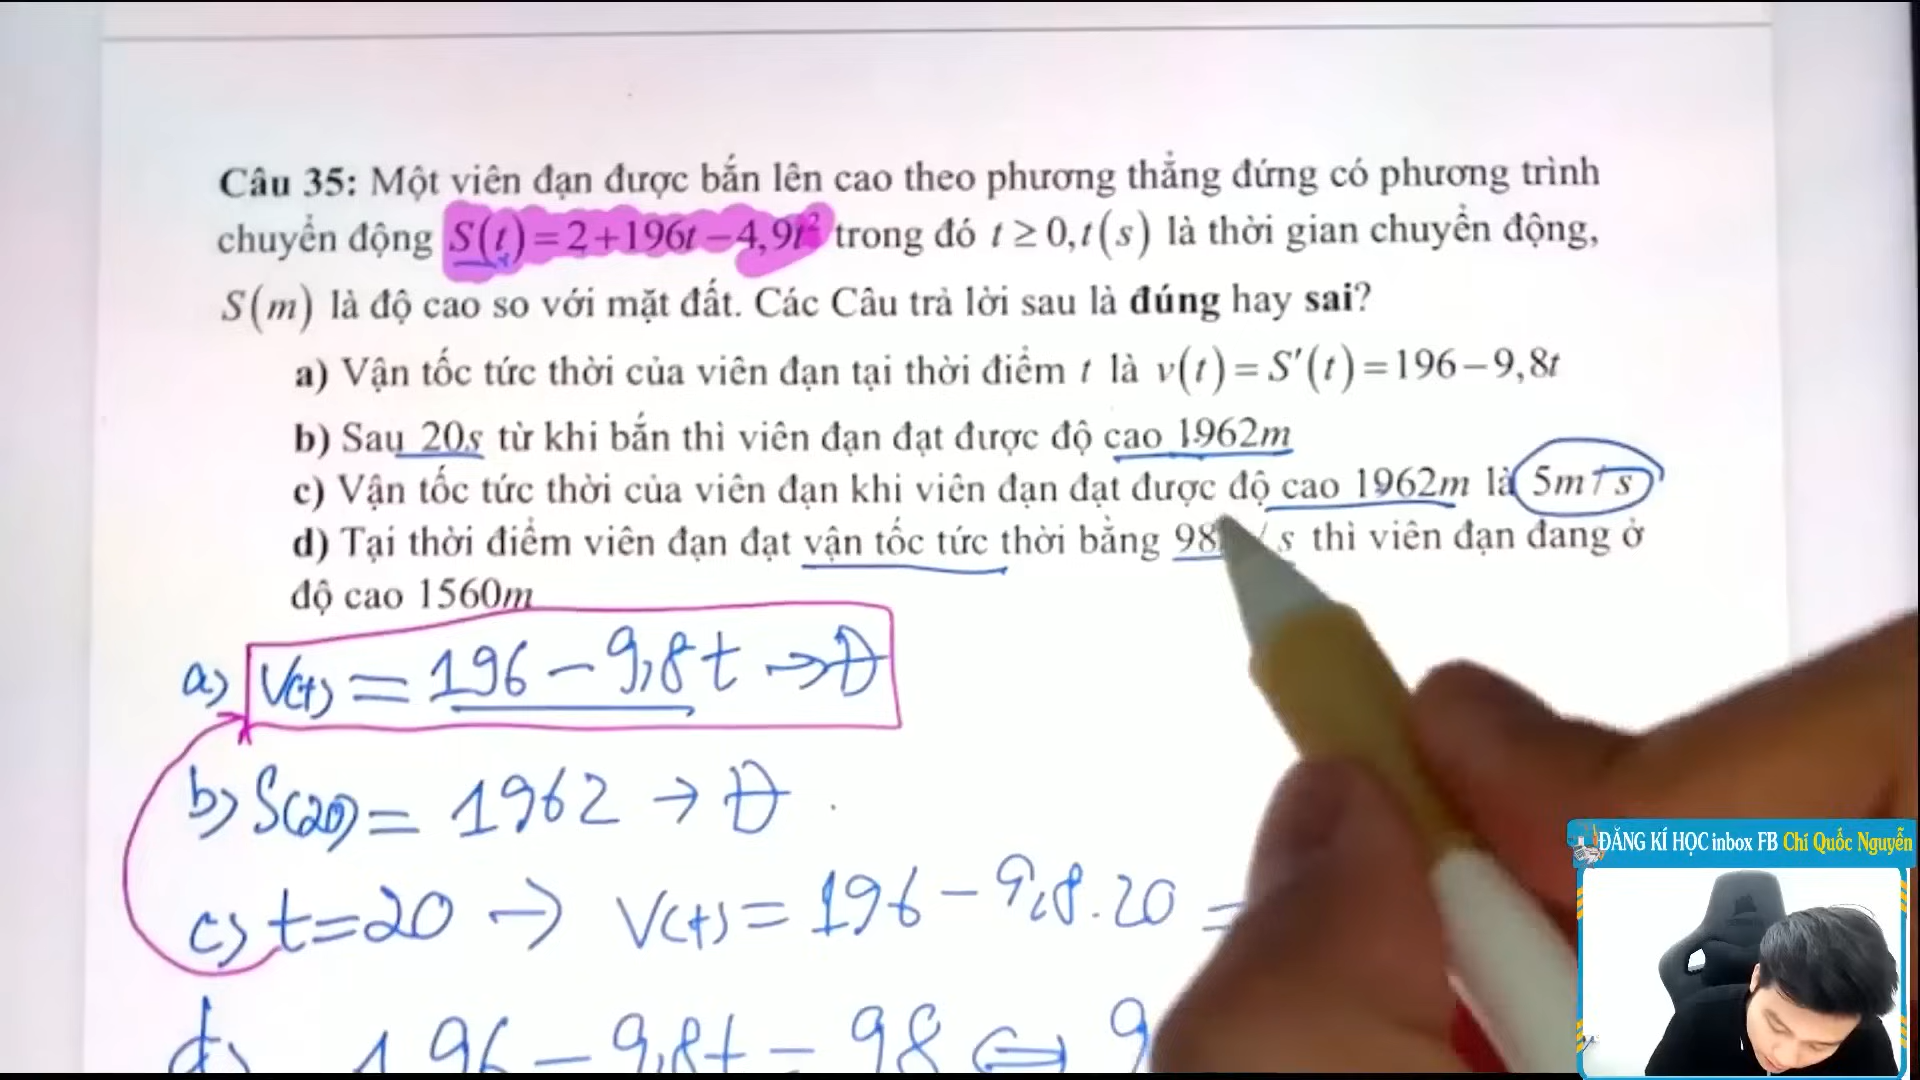 Câu 35: Một viên đạn được bắn lên cao theo phương thẳng đứng có phương trình
chuyển động S(t)=2+196t−4,9t² trong đó t≥0,t(s) là thời gian chuyển động,
S(m) là độ cao so với mặt đất. Các Câu trả lời sau là đúng hay sai?
a) Vận tốc tức thời của viên đạn tại thời điểm t là v(t)=S'(t)=196−9,8t
b) Sau 20s từ khi bắn thì viên đạn đạt được độ cao 1962m
c) Vận tốc tức thời của viên đạn khi viên đạn đạt được độ cao 1962m là 5m/s
d) Tại thời điểm viên đạn đạt vận tốc tức thời bằng 98 /s thì viên đạn đang ở
độ cao 1560m
a) V(t) = 196 − 9,8t → Đ
b) S(20) = 1962 → Đ
c) t=20 → V(t) = 196 − 9,8.20 =
d) 196 − 9,8t = 98 ⇔ 9
ĐĂNG KÍ HỌC inbox FB Chí Quốc Nguyễn